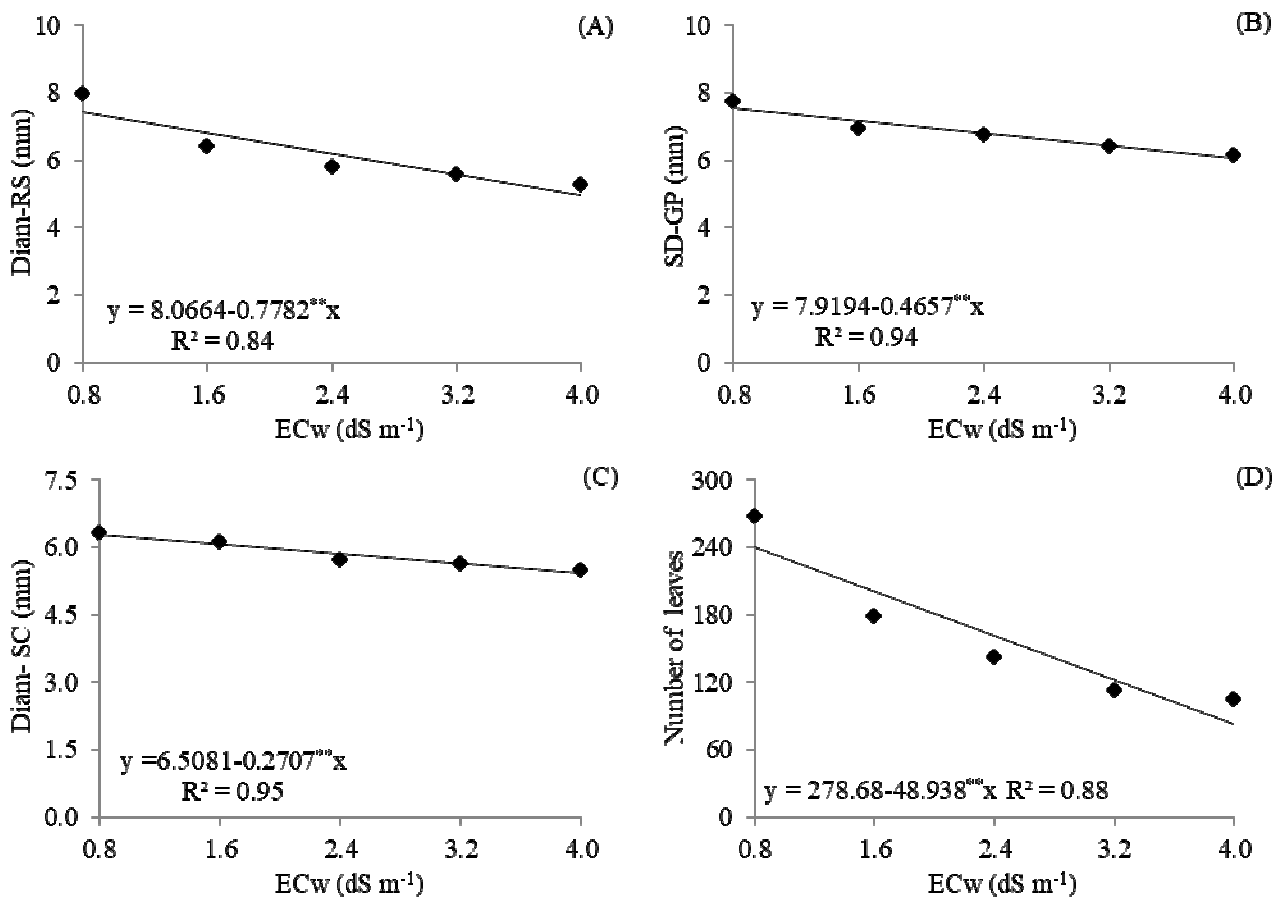 (A)
10
8
6
4
2
0
Diam-RS (mm)
y = 8.0664-0.7782**x
R² = 0.84
0.8 1.6 2.4 3.2 4.0
ECw (dS m⁻¹)
(B)
10
8
6
4
2
0
SD-GP (mm)
y = 7.9194-0.4657**x
R² = 0.94
0.8 1.6 2.4 3.2 4.0
ECw (dS m⁻¹)
(C)
7.5
6.0
4.5
3.0
1.5
0.0
Diam- SC (mm)
y =6.5081-0.2707**x
R² = 0.95
0.8 1.6 2.4 3.2 4.0
ECw (dS m⁻¹)
(D)
300
240
180
120
60
0
Number of leaves
y = 278.68-48.938**x R² = 0.88
0.8 1.6 2.4 3.2 4.0
ECw (dS m⁻¹)